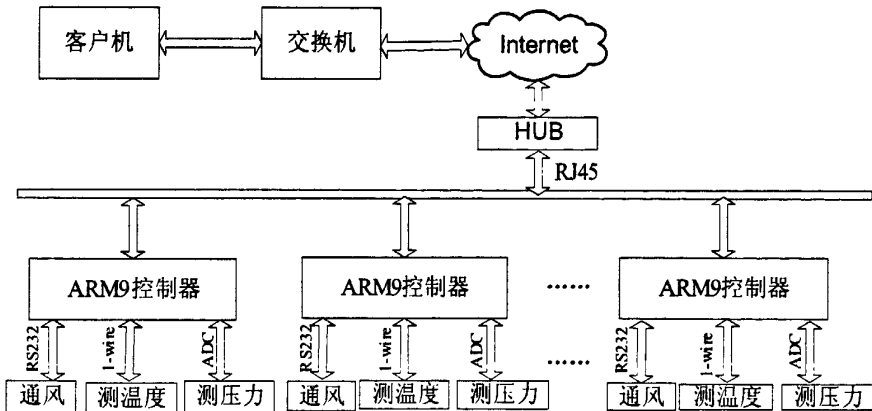 客户机 交换机 Internet
HUB
RJ45
ARM9控制器 ARM9控制器 …… ARM9控制器
RS232 1-wire ADC RS232 1-wire ADC …… RS232 1-wire ADC
通风 测温度 测压力 通风 测温度 测压力 通风 测温度 测压力